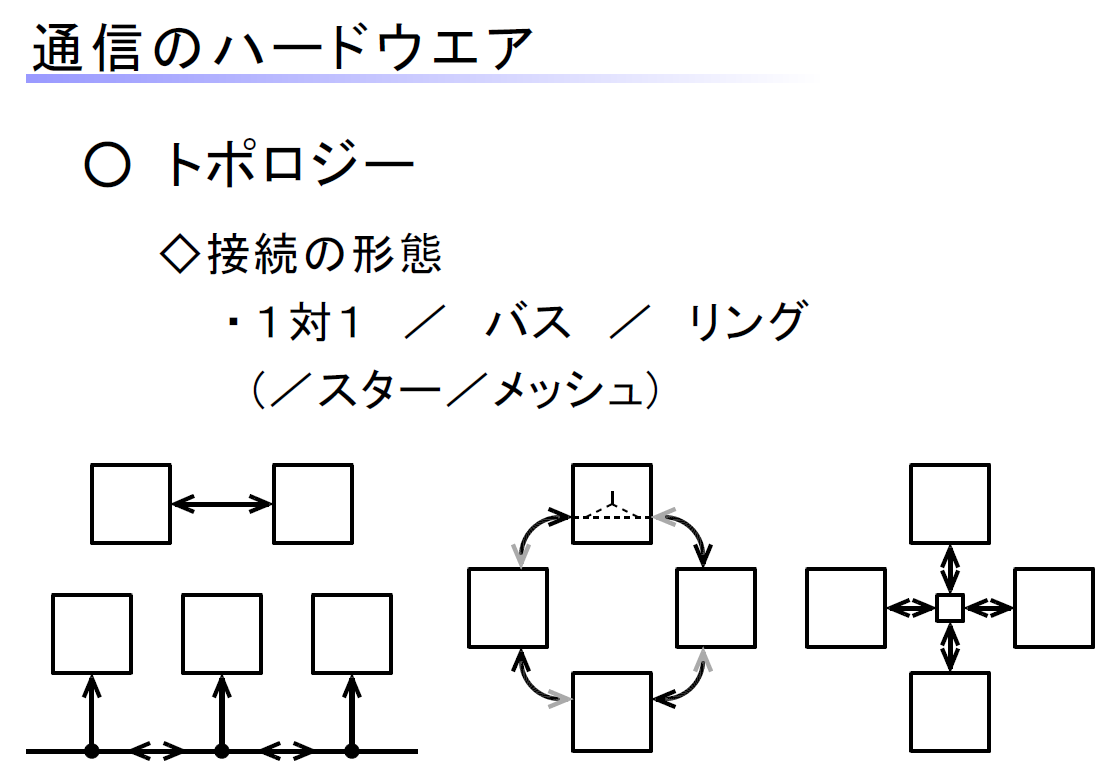 通信のハードウエア
○ トポロジー
◇接続の形態
・１対１ ／ バス ／ リング
(／スター／メッシュ)